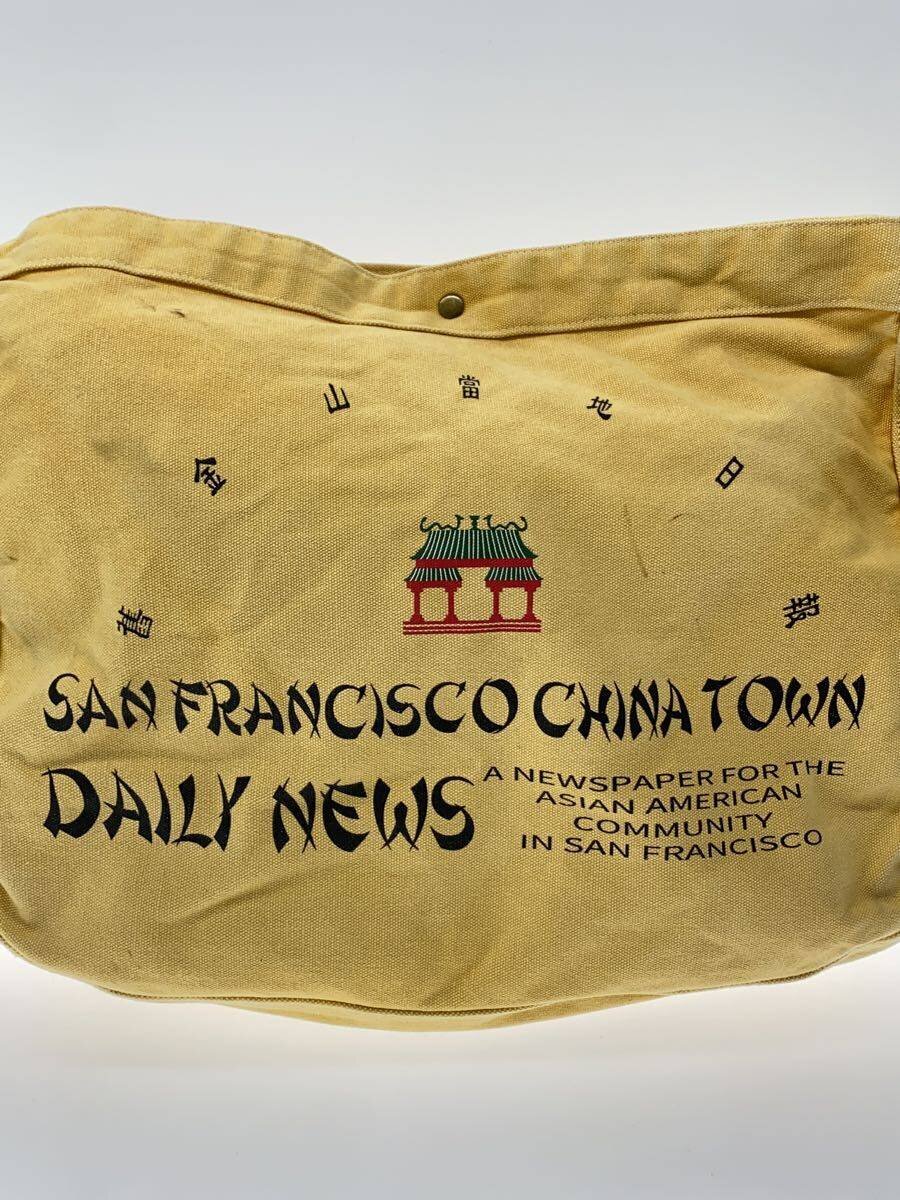 舊金山當地日報
SAN FRANCISCO CHINA TOWN
DAILY NEWS
A NEWSPAPER FOR THE
ASIAN AMERICAN
COMMUNITY
IN SAN FRANCISCO